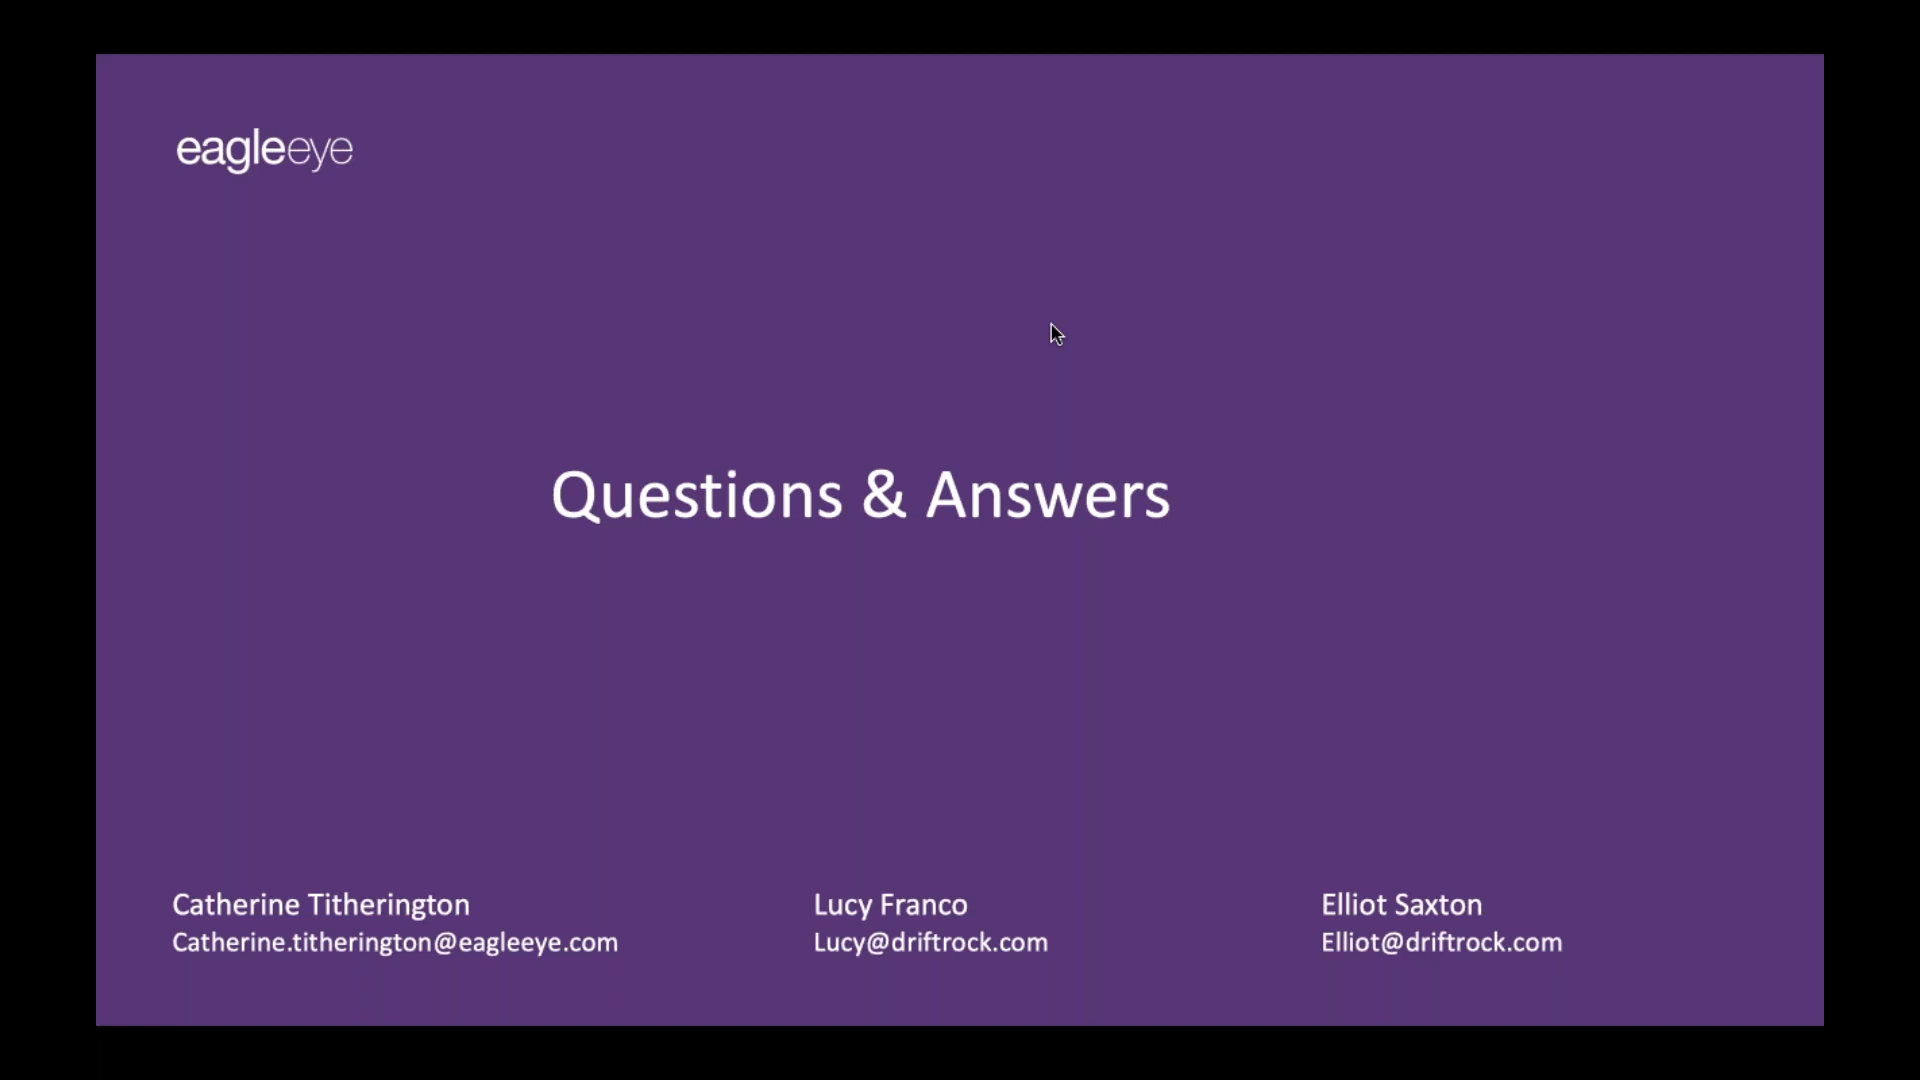 eagleeye
Questions & Answers
Catherine Titherington
Catherine.titherington@eagleeye.com
Lucy Franco
Lucy@driftrock.com
Elliot Saxton
Elliot@driftrock.com